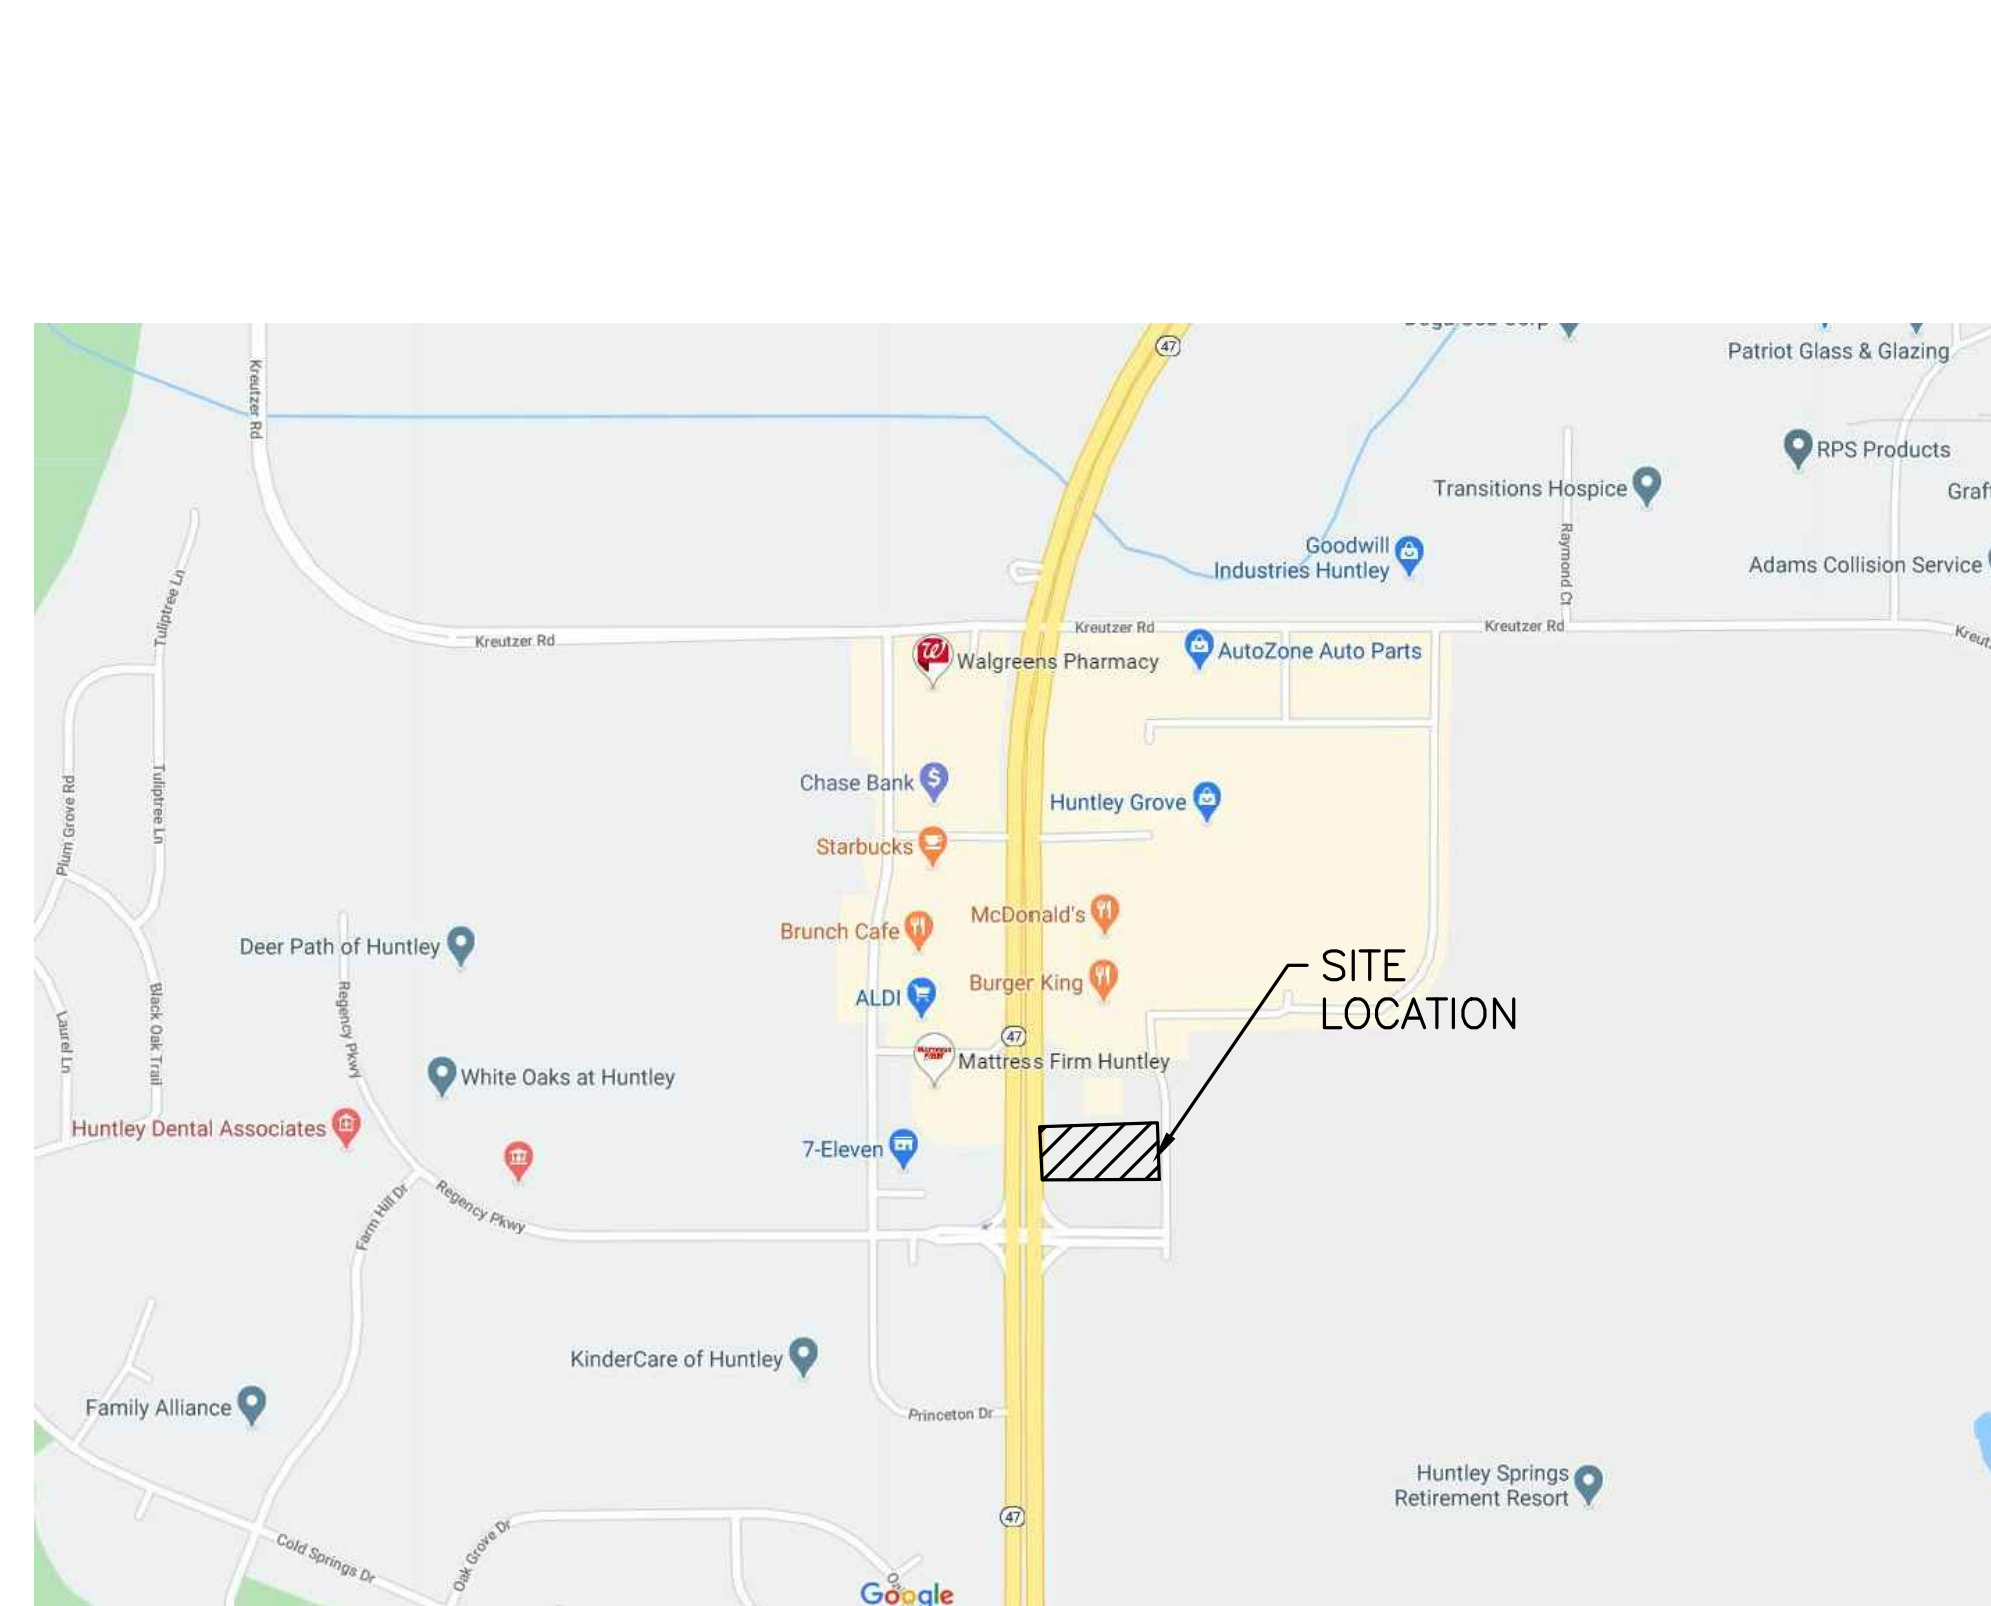 47
Patriot Glass & Glazing
Kreutzer Rd
RPS Products
Transitions Hospice
Raymond Ct
Goodwill
Industries Huntley
Adams Collision Service
Tuliptree Ln
Kreutzer Rd
Kreutzer Rd
Kreutzer Rd
Walgreens Pharmacy
AutoZone Auto Parts
Plum Grove Rd
Tuliptree Ln
Chase Bank
Huntley Grove
Starbucks
McDonald's
Brunch Cafe
Deer Path of Huntley
SITE
LOCATION
Burger King
ALDI
Laurel Ln
Black Oak Trail
Regency Pkwy
47
Mattress Firm Huntley
White Oaks at Huntley
Huntley Dental Associates
7-Eleven
Farm Hill Dr
Regency Pkwy
KinderCare of Huntley
Family Alliance
Princeton Dr
Huntley Springs
Retirement Resort
47
Cold Springs Dr
Oak Grove Dr
Google